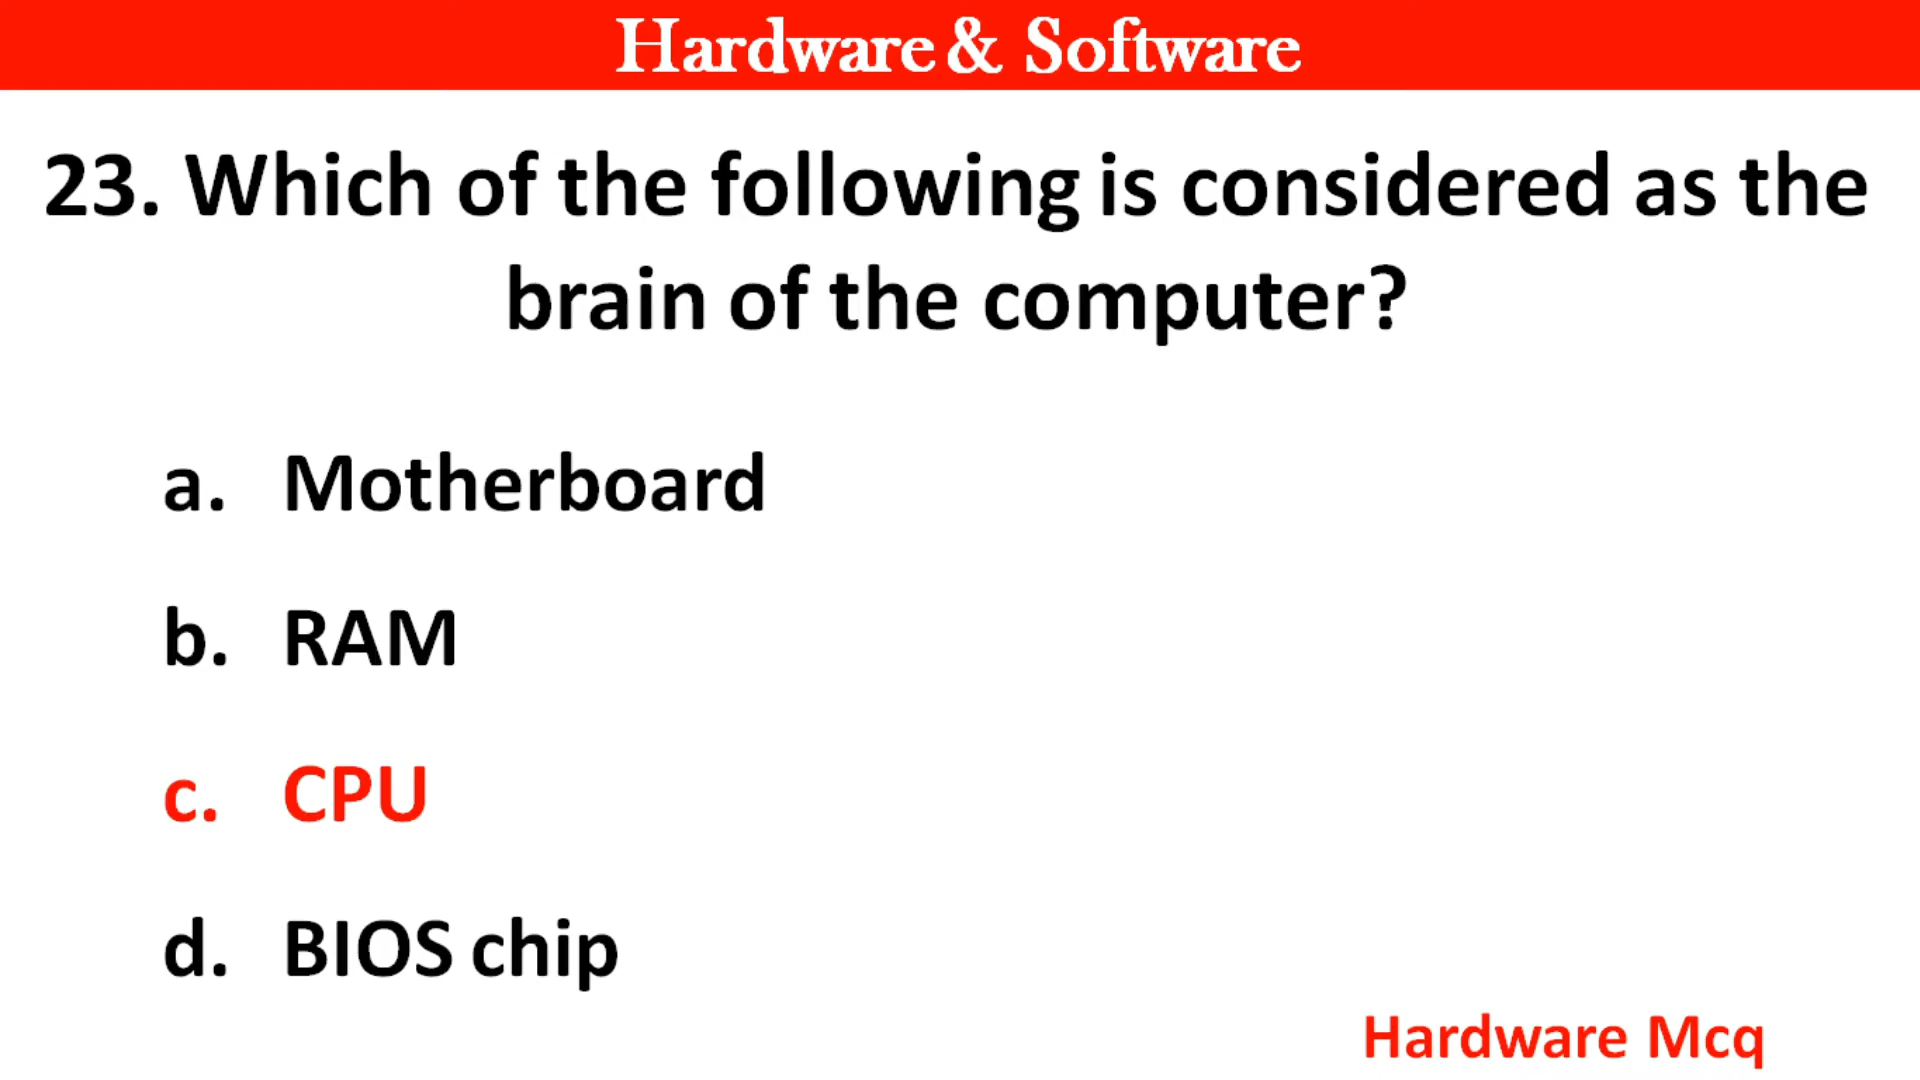 Hardware & Software
23. Which of the following is considered as the
brain of the computer?
a. Motherboard
b. RAM
c. CPU
d. BIOS chip
Hardware Mcq